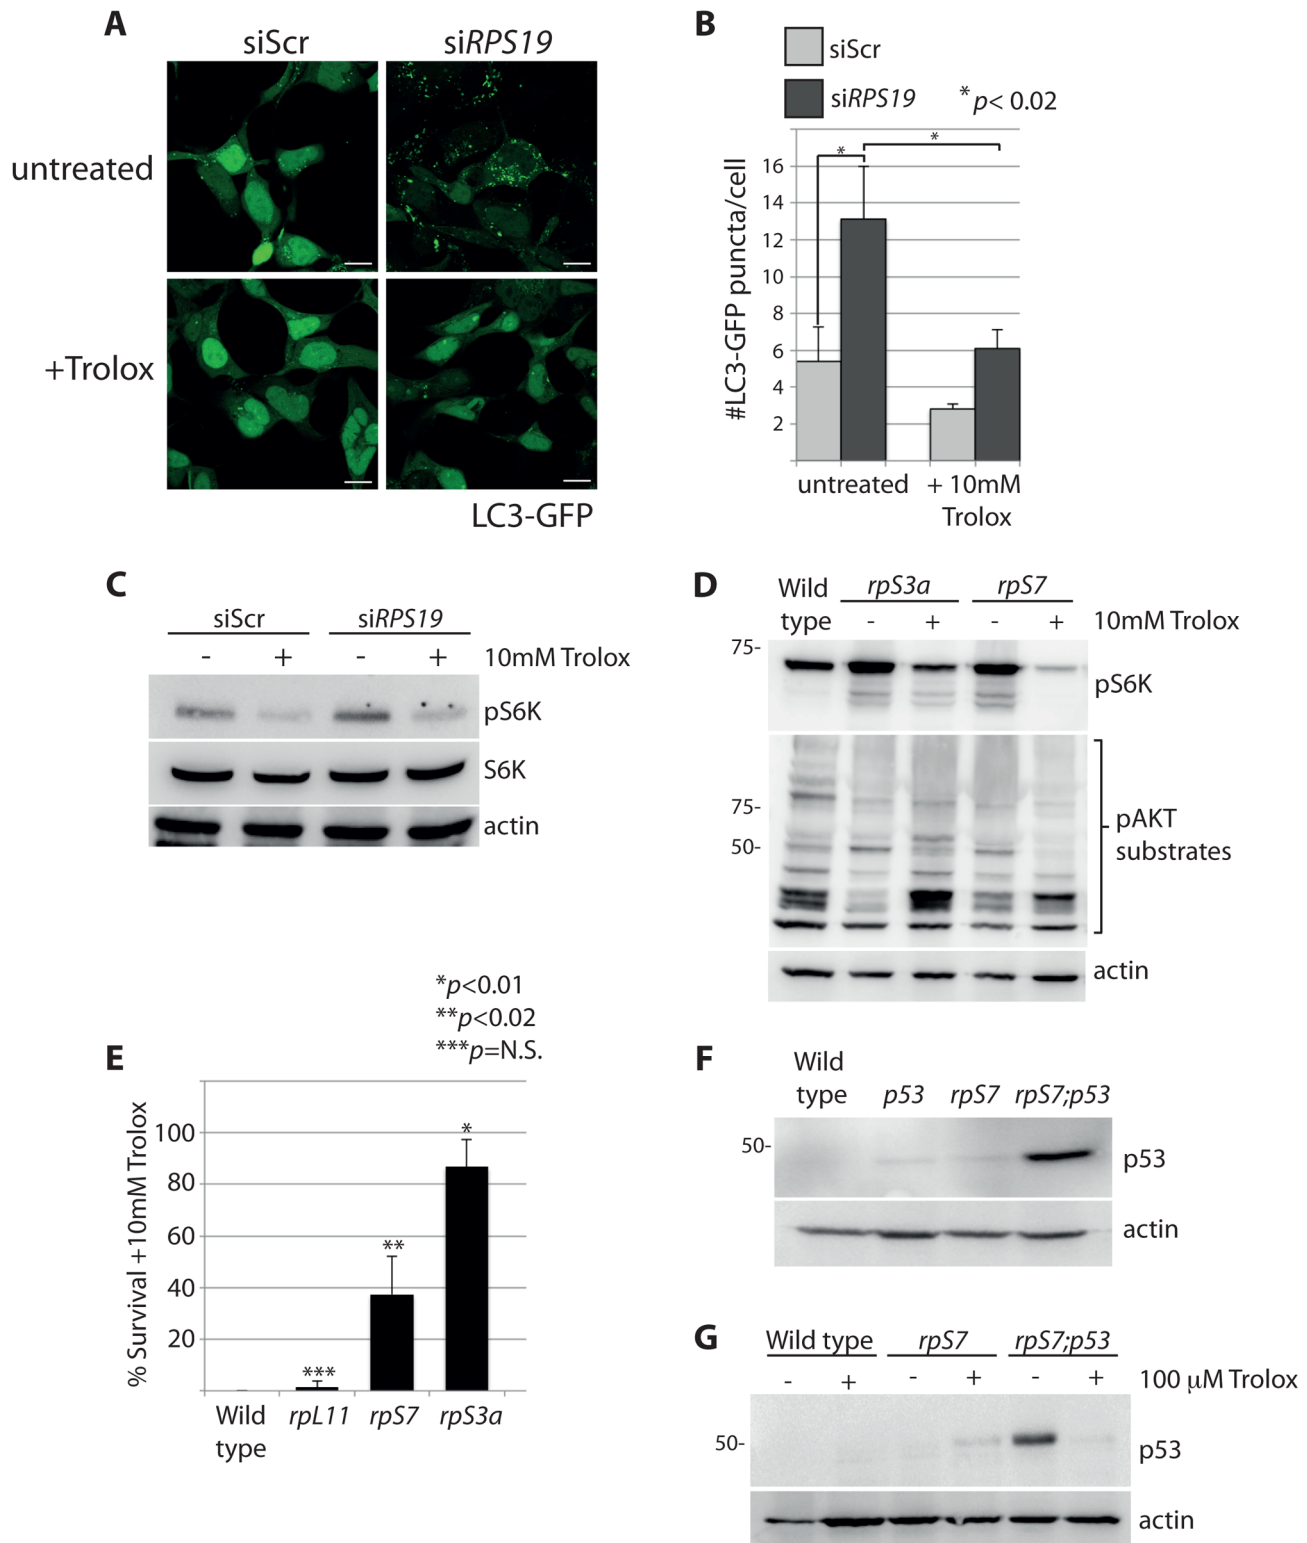 A
siScr
siRPS19
untreated
+Trolox
LC3-GFP
B
siScr
siRPS19
*p< 0.02
*
*
#LC3-GFP puncta/cell
16
14
12
10
8
6
4
2
untreated
+ 10mM
Trolox
C
siScr
siRPS19
- + - + 10mM Trolox
pS6K
S6K
actin
D
Wild
type
rpS3a
rpS7
- + - + 10mM Trolox
75-
pS6K
75-
50-
pAKT
substrates
actin
*p<0.01
**p<0.02
***p=N.S.
E
% Survival +10mM Trolox
100
80
60
40
20
***
**
*
Wild
type
rpL11
rpS7
rpS3a
F
Wild
type
p53
rpS7
rpS7;p53
50-
p53
actin
G
Wild type
rpS7
rpS7;p53
- + - + - + 100 µM Trolox
50-
p53
actin